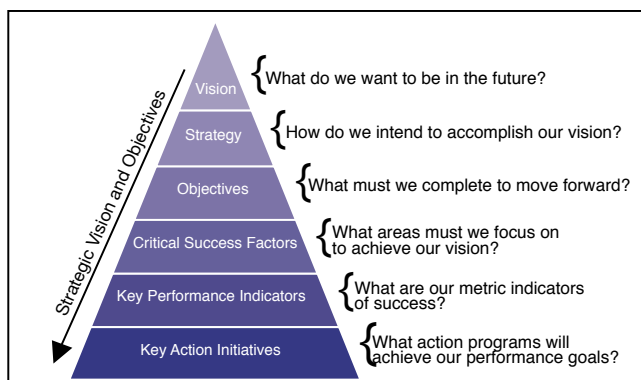 Strategic Vision and Objectives
Vision
What do we want to be in the future?
Strategy
How do we intend to accomplish our vision?
Objectives
What must we complete to move forward?
Critical Success Factors
What areas must we focus on
to achieve our vision?
Key Performance Indicators
What are our metric indicators
of success?
Key Action Initiatives
What action programs will
achieve our performance goals?